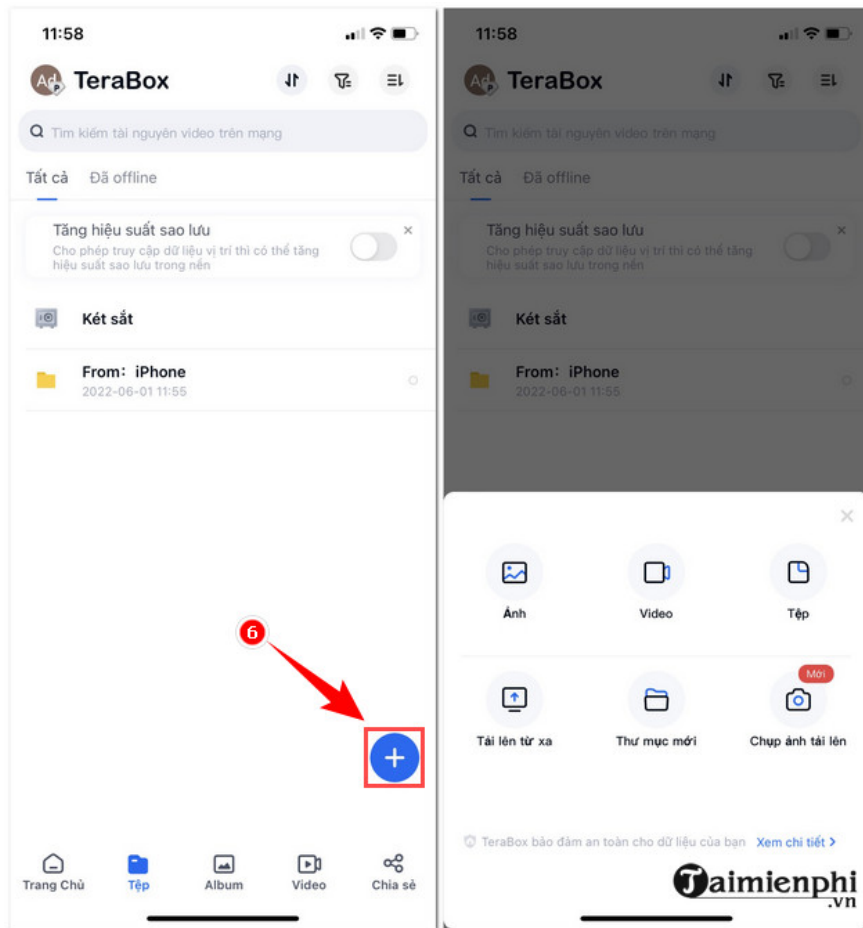 11:58
Ad
P
TeraBox
Tìm kiếm tài nguyên video trên mạng
Tất cả Đã offline
Tăng hiệu suất sao lưu
Cho phép truy cập dữ liệu vị trí thì có thể tăng
hiệu suất sao lưu trong nền
Két sắt
From: iPhone
2022-06-01 11:55
6
Trang Chủ Tệp Album Video Chia sẻ
11:58
Ad
P
TeraBox
Tìm kiếm tài nguyên video trên mạng
Tất cả Đã offline
Tăng hiệu suất sao lưu
Cho phép truy cập dữ liệu vị trí thì có thể tăng
hiệu suất sao lưu trong nền
Két sắt
From: iPhone
2022-06-01 11:55
Ảnh Video Tệp
Mới
Tải lên từ xa Thư mục mới Chụp ảnh tải lên
TeraBox bảo đảm an toàn cho dữ liệu của bạn Xem chi tiết >
Taimienphi
.vn